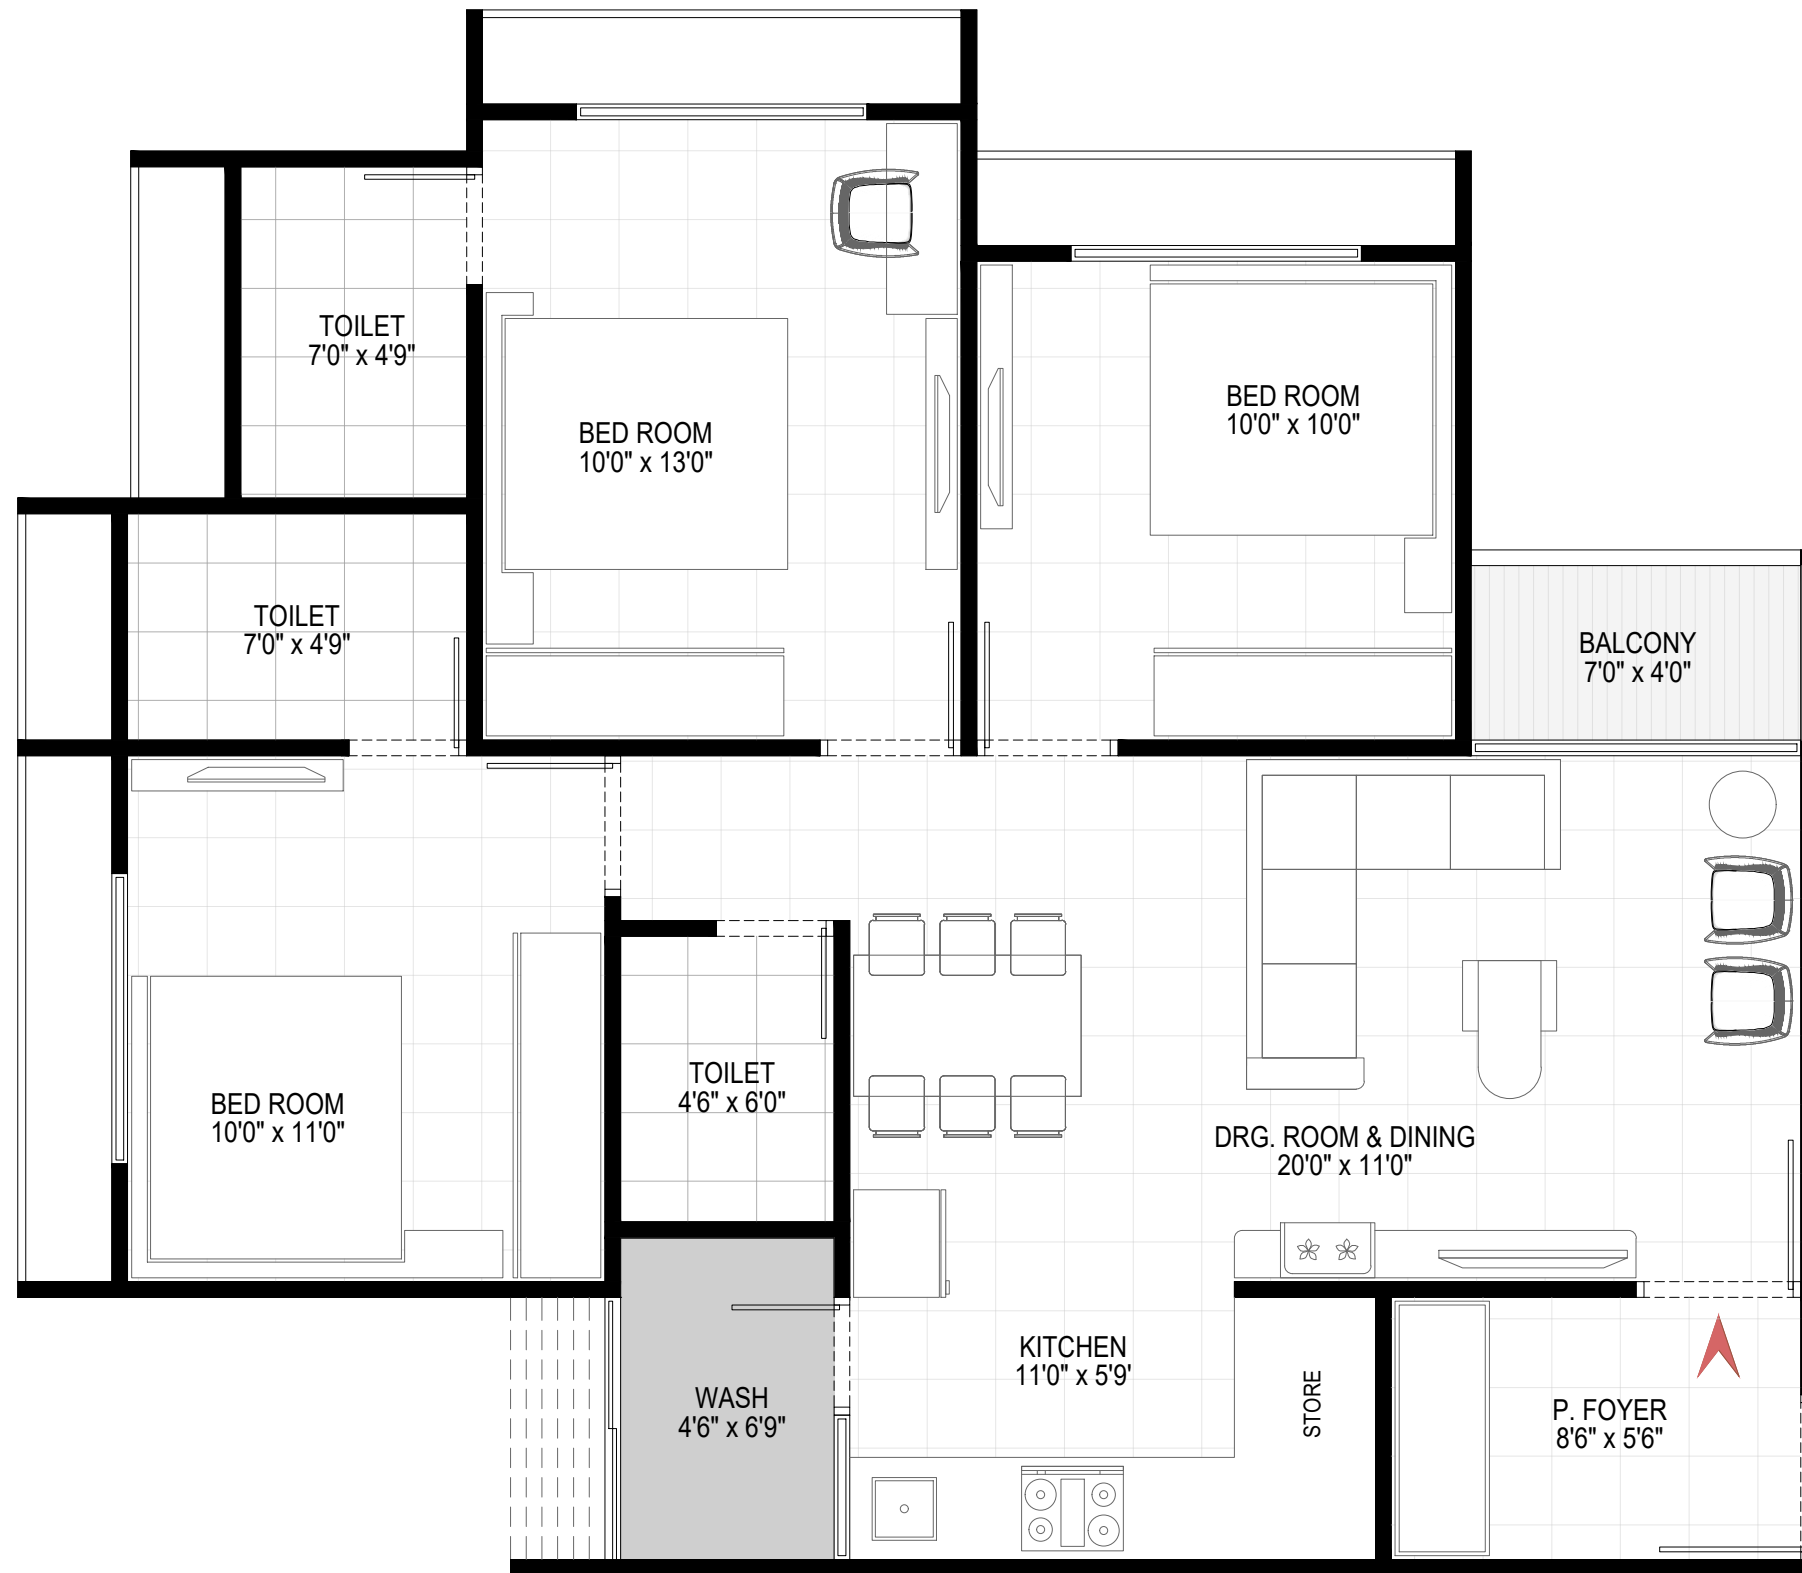 TOILET
7'0" x 4'9"
BED ROOM
10'0" x 13'0"
BED ROOM
10'0" x 10'0"
TOILET
7'0" x 4'9"
BALCONY
7'0" x 4'0"
BED ROOM
10'0" x 11'0"
TOILET
4'6" x 6'0"
DRG. ROOM & DINING
20'0" x 11'0"
KITCHEN
11'0" x 5'9'
WASH
4'6" x 6'9"
STORE
P. FOYER
8'6" x 5'6"